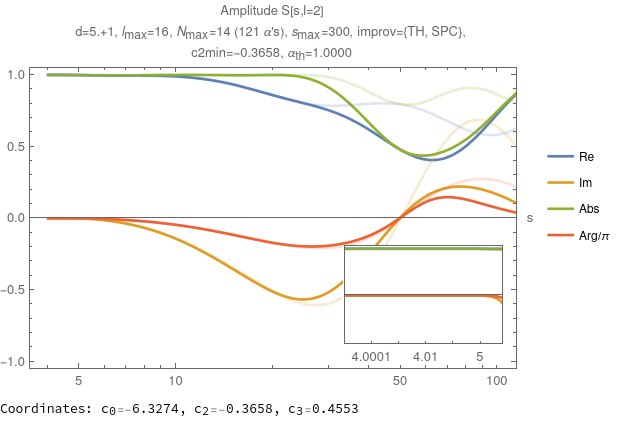 Amplitude S[s,l=2]
d=5.+1, lmax=16, Nmax=14 (121 α's), smax=300, improv={TH, SPC},
c2min=−0.3658, αth=1.0000
1.0
0.5
0.0
−0.5
−1.0
s
Re
Im
Abs
Arg/π
4.0001 4.01 5
5 10 50 100
Coordinates: c0=-6.3274, c2=-0.3658, c3=0.4553